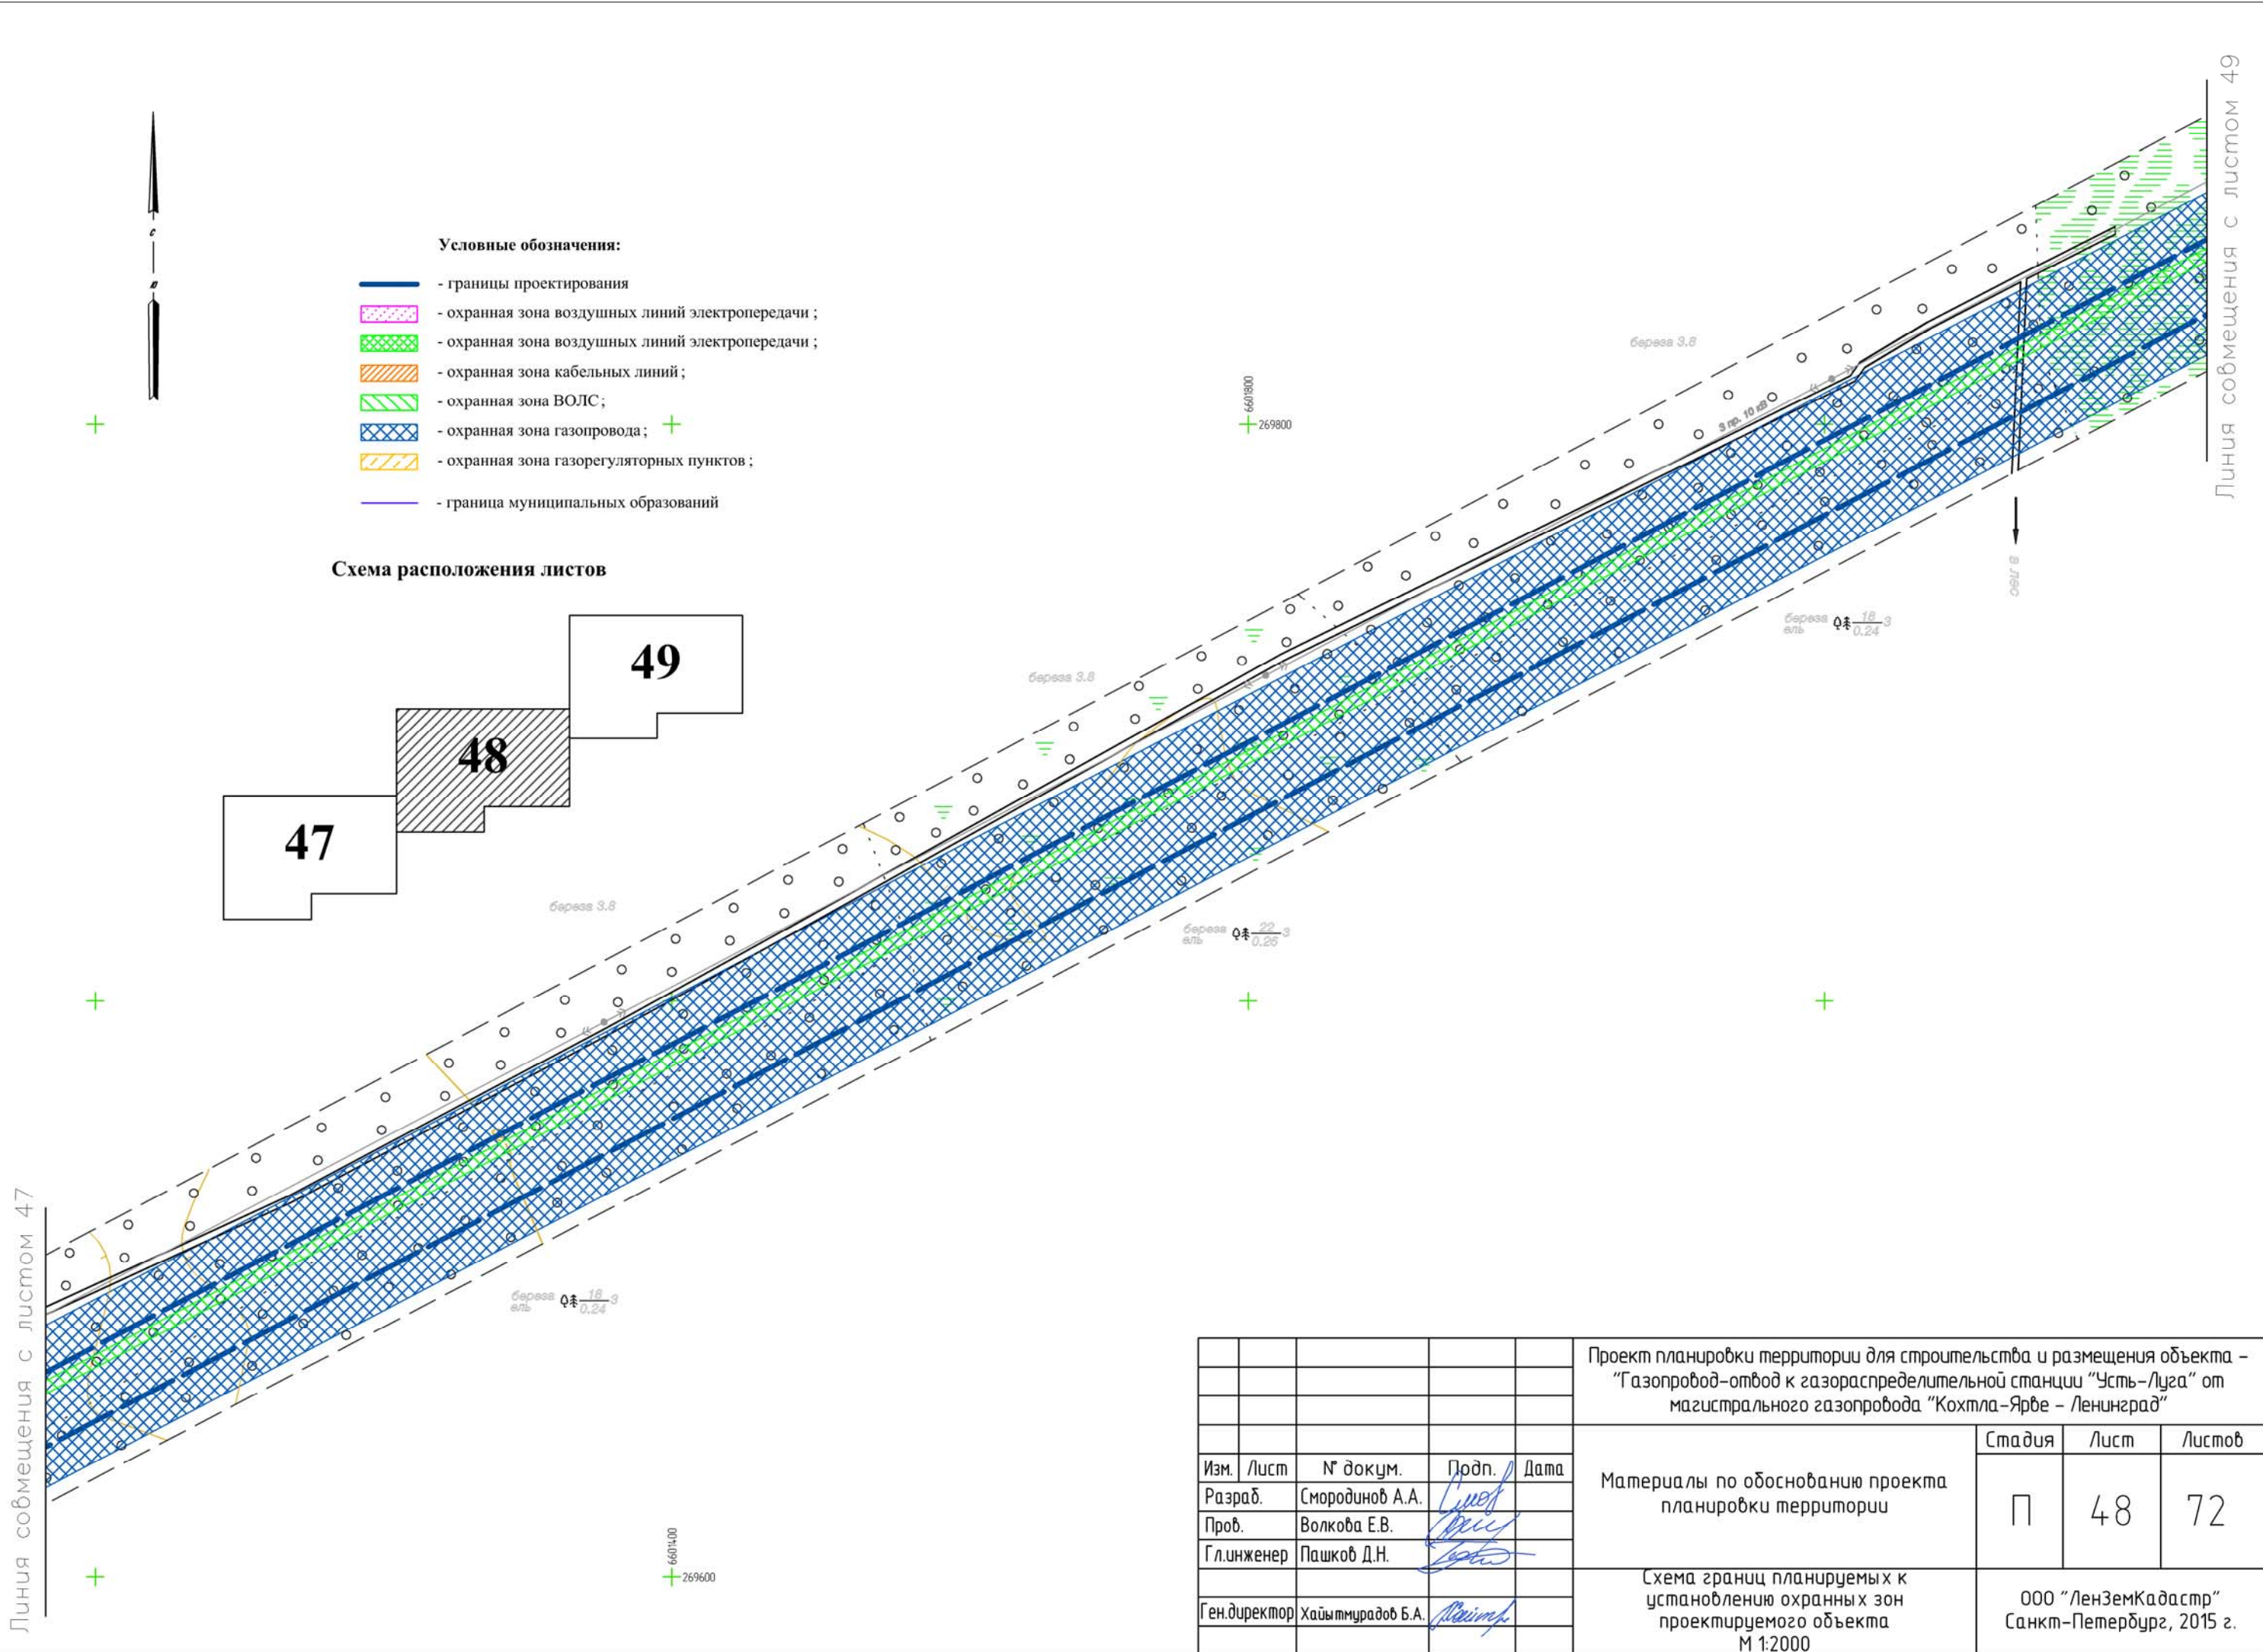 Линия совмещения с листом 49
с
ю
Условные обозначения:
- границы проектирования
- охранная зона воздушных линий электропередачи ;
- охранная зона воздушных линий электропередачи ;
- охранная зона кабельных линий ;
- охранная зона ВОЛС ;
- охранная зона газопровода ;
- охранная зона газорегуляторных пунктов ;
- граница муниципальных образований
Схема расположения листов
49
48
47
6601800
269800
береза 3.8
3 пр. 10 кВ
в лес
береза
ель
18
0.24
3
береза 3.8
береза 3.8
береза
ель
22
0.26
3
береза
ель
18
0.24
3
Линия совмещения с листом 47
6601400
269600
Проект планировки территории для строительства и размещения объекта –
"Газопровод-отвод к газораспределительной станции "Усть-Луга" от
магистрального газопровода "Кохтла-Ярве – Ленинград"
Изм. Лист № докум. Подп. Дата
Разраб. Смородинов А.А.
Пров. Волкова Е.В.
Гл.инженер Пашков Д.Н.
Ген.директор Хайытмурадов Б.А.
Материалы по обоснованию проекта
планировки территории
Стадия Лист Листов
П 48 72
Схема границ планируемых к
установлению охранных зон
проектируемого объекта
М 1:2000
ООО "ЛенЗемКадастр"
Санкт-Петербург, 2015 г.